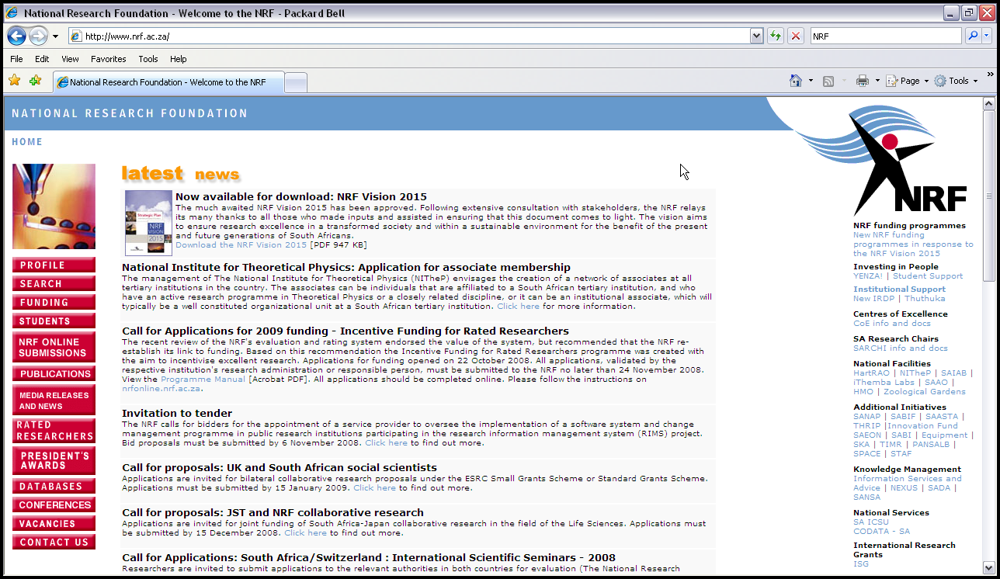 National Research Foundation - Welcome to the NRF - Packard Bell
http://www.nrf.ac.za/
NRF
File Edit View Favorites Tools Help
National Research Foundation - Welcome to the NRF
Page Tools
NATIONAL RESEARCH FOUNDATION
HOME
PROFILE
SEARCH
FUNDING
STUDENTS
NRF ONLINE
SUBMISSIONS
PUBLICATIONS
MEDIA RELEASES
AND NEWS
RATED
RESEARCHERS
PRESIDENT'S
AWARDS
DATABASES
CONFERENCES
VACANCIES
CONTACT US
latest news
Strategic Plan
NRF
VISION
2015
Now available for download: NRF Vision 2015
The much awaited NRF Vision 2015 has been approved. Following extensive consultation with stakeholders, the NRF relays
its many thanks to all those who made inputs and assisted in ensuring that this document comes to light. The vision aims
to ensure research excellence in a transformed society and within a sustainable environment for the benefit of the present
and future generations of South Africans.
Download the NRF Vision 2015 [PDF 947 KB]
National Institute for Theoretical Physics: Application for associate membership
The management of The National Institute for Theoretical Physics (NITheP) envisages the creation of a network of associates at all
tertiary institutions in the country. The associates can be individuals that are affiliated to a South African tertiary institution, and who
have an active research programme in Theoretical Physics or a closely related discipline, or it can be an institutional associate, which will
typically be a well constituted organizational unit at a South African tertiary institution. Click here for more information.
Call for Applications for 2009 funding - Incentive Funding for Rated Researchers
The recent review of the NRF's evaluation and rating system endorsed the value of the system, but recommended that the NRF re-
establish its link to funding. Based on this recommendation the Incentive Funding for Rated Researchers programme was created with
the aim to incentivise excellent research. Applications for funding opened on 22 October 2008. All applications, validated by the
respective institution's research administration or responsible person, must be submitted to the NRF no later than 24 November 2008.
View the Programme Manual [Acrobat PDF]. All applications should be completed online. Please follow the instructions on
nrfonline.nrf.ac.za.
Invitation to tender
The NRF calls for bidders for the appointment of a service provider to oversee the implementation of a software system and change
management programme in public research institutions participating in the research information management system (RIMS) project.
Bid proposals must be submitted by 6 November 2008. Click here to find out more.
Call for proposals: UK and South African social scientists
Applications are invited for bilateral collaborative research proposals under the ESRC Small Grants Scheme or Standard Grants Scheme.
Applications must be submitted by 15 January 2009. Click here to find out more.
Call for proposals: JST and NRF collaborative research
Applications are invited for joint funding of South Africa-Japan collaborative research in the field of the Life Sciences. Applications must
be submitted by 15 December 2008. Click here to find out more.
Call for Applications: South Africa/Switzerland : International Scientific Seminars - 2008
Researchers are invited to submit applications to the relevant authorities in both countries for evaluation (The National Research
NRF
NRF funding programmes
New NRF funding
programmes in response to
the NRF Vision 2015
Investing in People
YENZA! | Student Support
Institutional Support
New IRDP | Thuthuka
Centres of Excellence
CoE info and docs
SA Research Chairs
SARCHI info and docs
National Facilities
HartRAO | NITheP | SAIAB |
iThemba Labs | SAAO |
HMO | Zoological Gardens
Additional Initiatives
SANAP | SABIF | SAASTA |
THRIP |Innovation Fund
SAEON | SABI | Equipment |
SKA | TIMR | PANSALB |
SPACE | STAF
Knowledge Management
Information Services and
Advice | NEXUS | SADA |
SANSA
National Services
SA ICSU
CODATA - SA
International Research
Grants
ISG